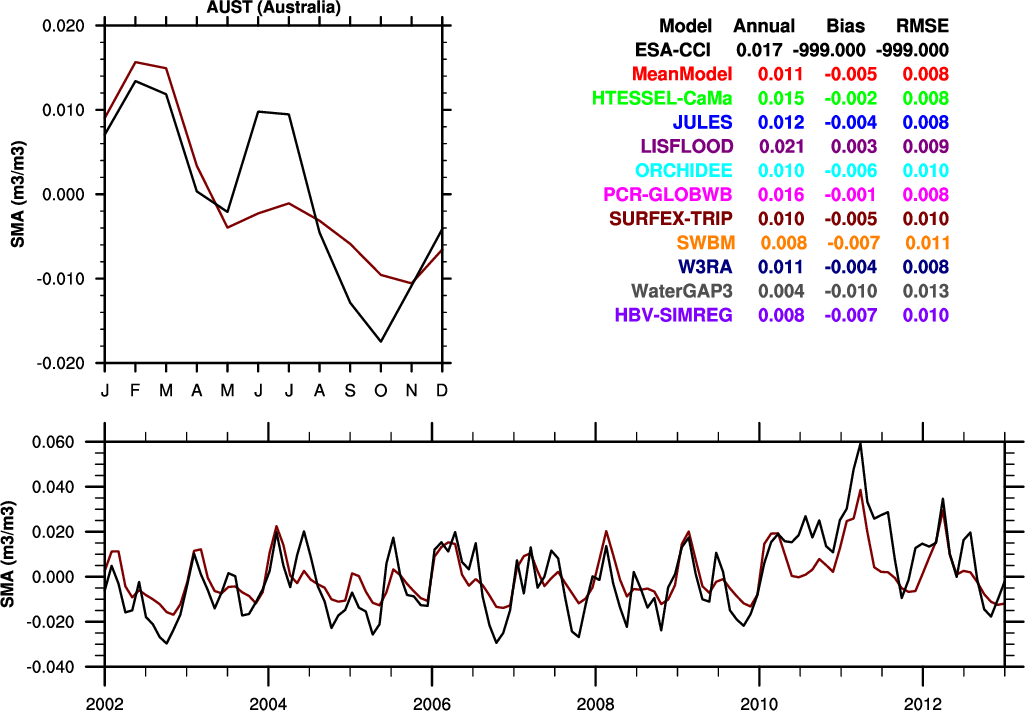 AUST (Australia)
0.020
0.010
0.000
-0.010
-0.020
SMA (m3/m3)
J F M A M J J A S O N D
Model Annual Bias RMSE
ESA-CCI 0.017 -999.000 -999.000
MeanModel 0.011 -0.005 0.008
HTESSEL-CaMa 0.015 -0.002 0.008
JULES 0.012 -0.004 0.008
LISFLOOD 0.021 0.003 0.009
ORCHIDEE 0.010 -0.006 0.010
PCR-GLOBWB 0.016 -0.001 0.008
SURFEX-TRIP 0.010 -0.005 0.010
SWBM 0.008 -0.007 0.011
W3RA 0.011 -0.004 0.008
WaterGAP3 0.004 -0.010 0.013
HBV-SIMREG 0.008 -0.007 0.010
0.060
0.040
0.020
0.000
-0.020
-0.040
SMA (m3/m3)
2002 2004 2006 2008 2010 2012